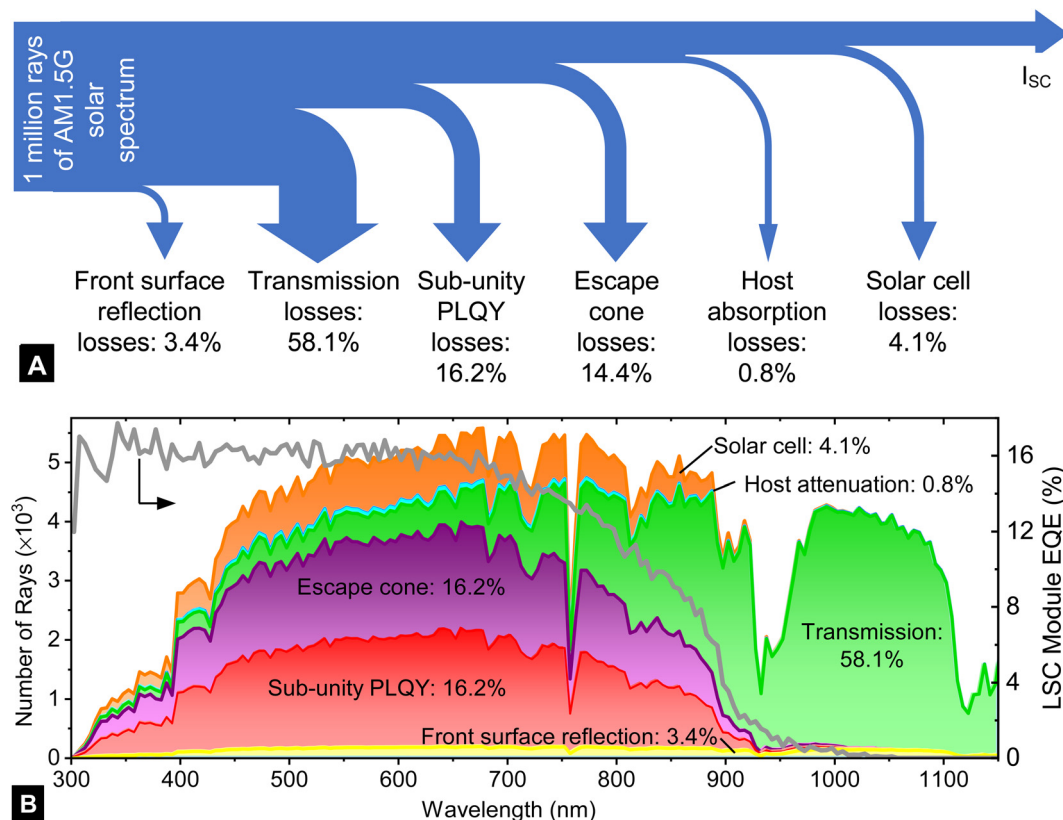 1 million rays
of AM1.5G
solar
spectrum
I_SC
Front surface
reflection
losses: 3.4%
Transmission
losses:
58.1%
Sub-unity
PLQY
losses:
16.2%
Escape
cone
losses:
14.4%
Host
absorption
losses:
0.8%
Solar cell
losses:
4.1%
A
Number of Rays (×10³)
5
4
3
2
1
0
Solar cell: 4.1%
Host attenuation: 0.8%
Escape cone: 16.2%
Transmission:
58.1%
Sub-unity PLQY: 16.2%
Front surface reflection: 3.4%
16
12
8
4
0
LSC Module EQE (%)
300 400 500 600 700 800 900 1000 1100
Wavelength (nm)
B